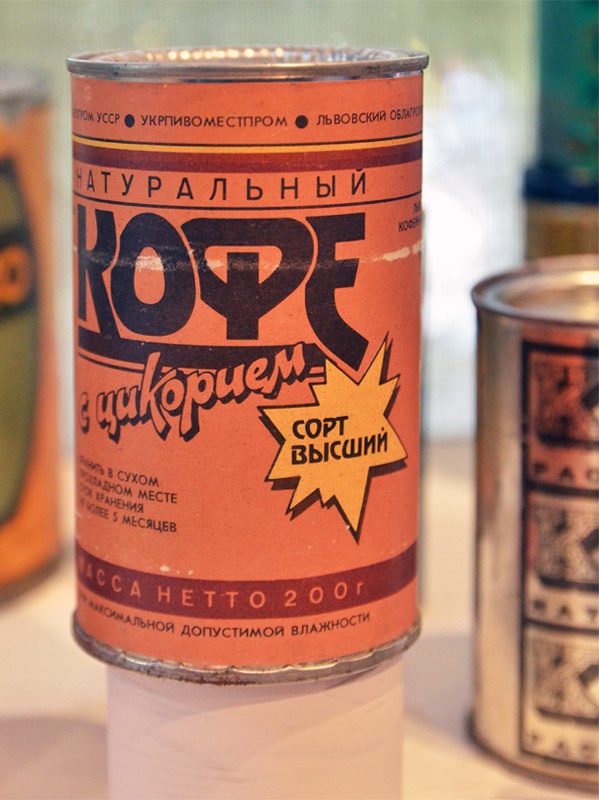 УССР ● УКРПИВОМЕСТПРОМ ● ЛЬВОВСКИЙ
НАТУРАЛЬНЫЙ
КОФЕ
с цикорием
СОРТ
ВЫСШИЙ
В СУХОМ
МЕСТЕ
ХРАНЕНИЯ
БОЛЕЕ 5 МЕСЯЦЕВ
МАССА НЕТТО 200г
МАКСИМАЛЬНОЙ ДОПУСТИМОЙ ВЛАЖНОСТИ